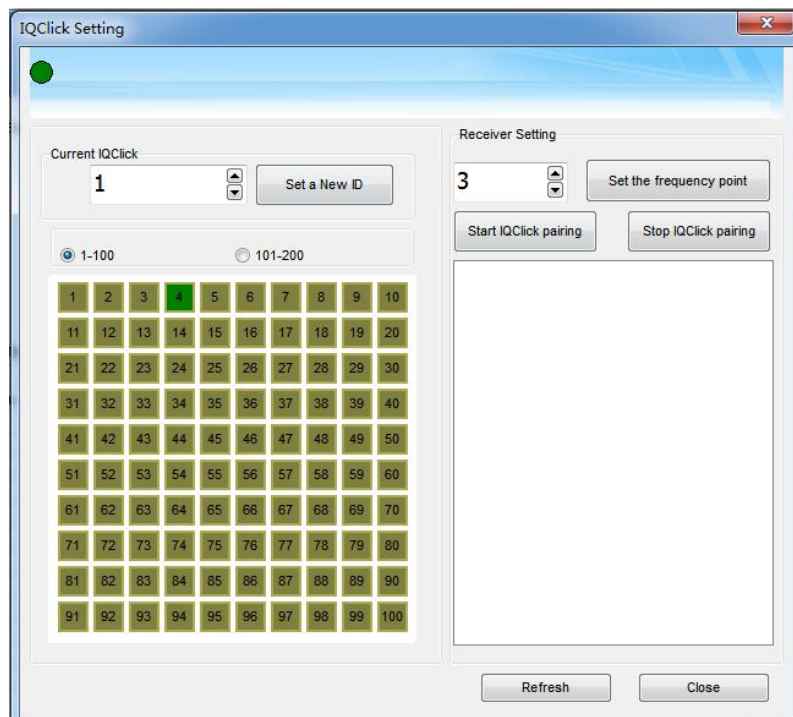 IQClick Setting
Current IQClick
1
Set a New ID
1-100
101-200
1 2 3 4 5 6 7 8 9 10
11 12 13 14 15 16 17 18 19 20
21 22 23 24 25 26 27 28 29 30
31 32 33 34 35 36 37 38 39 40
41 42 43 44 45 46 47 48 49 50
51 52 53 54 55 56 57 58 59 60
61 62 63 64 65 66 67 68 69 70
71 72 73 74 75 76 77 78 79 80
81 82 83 84 85 86 87 88 89 90
91 92 93 94 95 96 97 98 99 100
Receiver Setting
3
Set the frequency point
Start IQClick pairing
Stop IQClick pairing
Refresh
Close